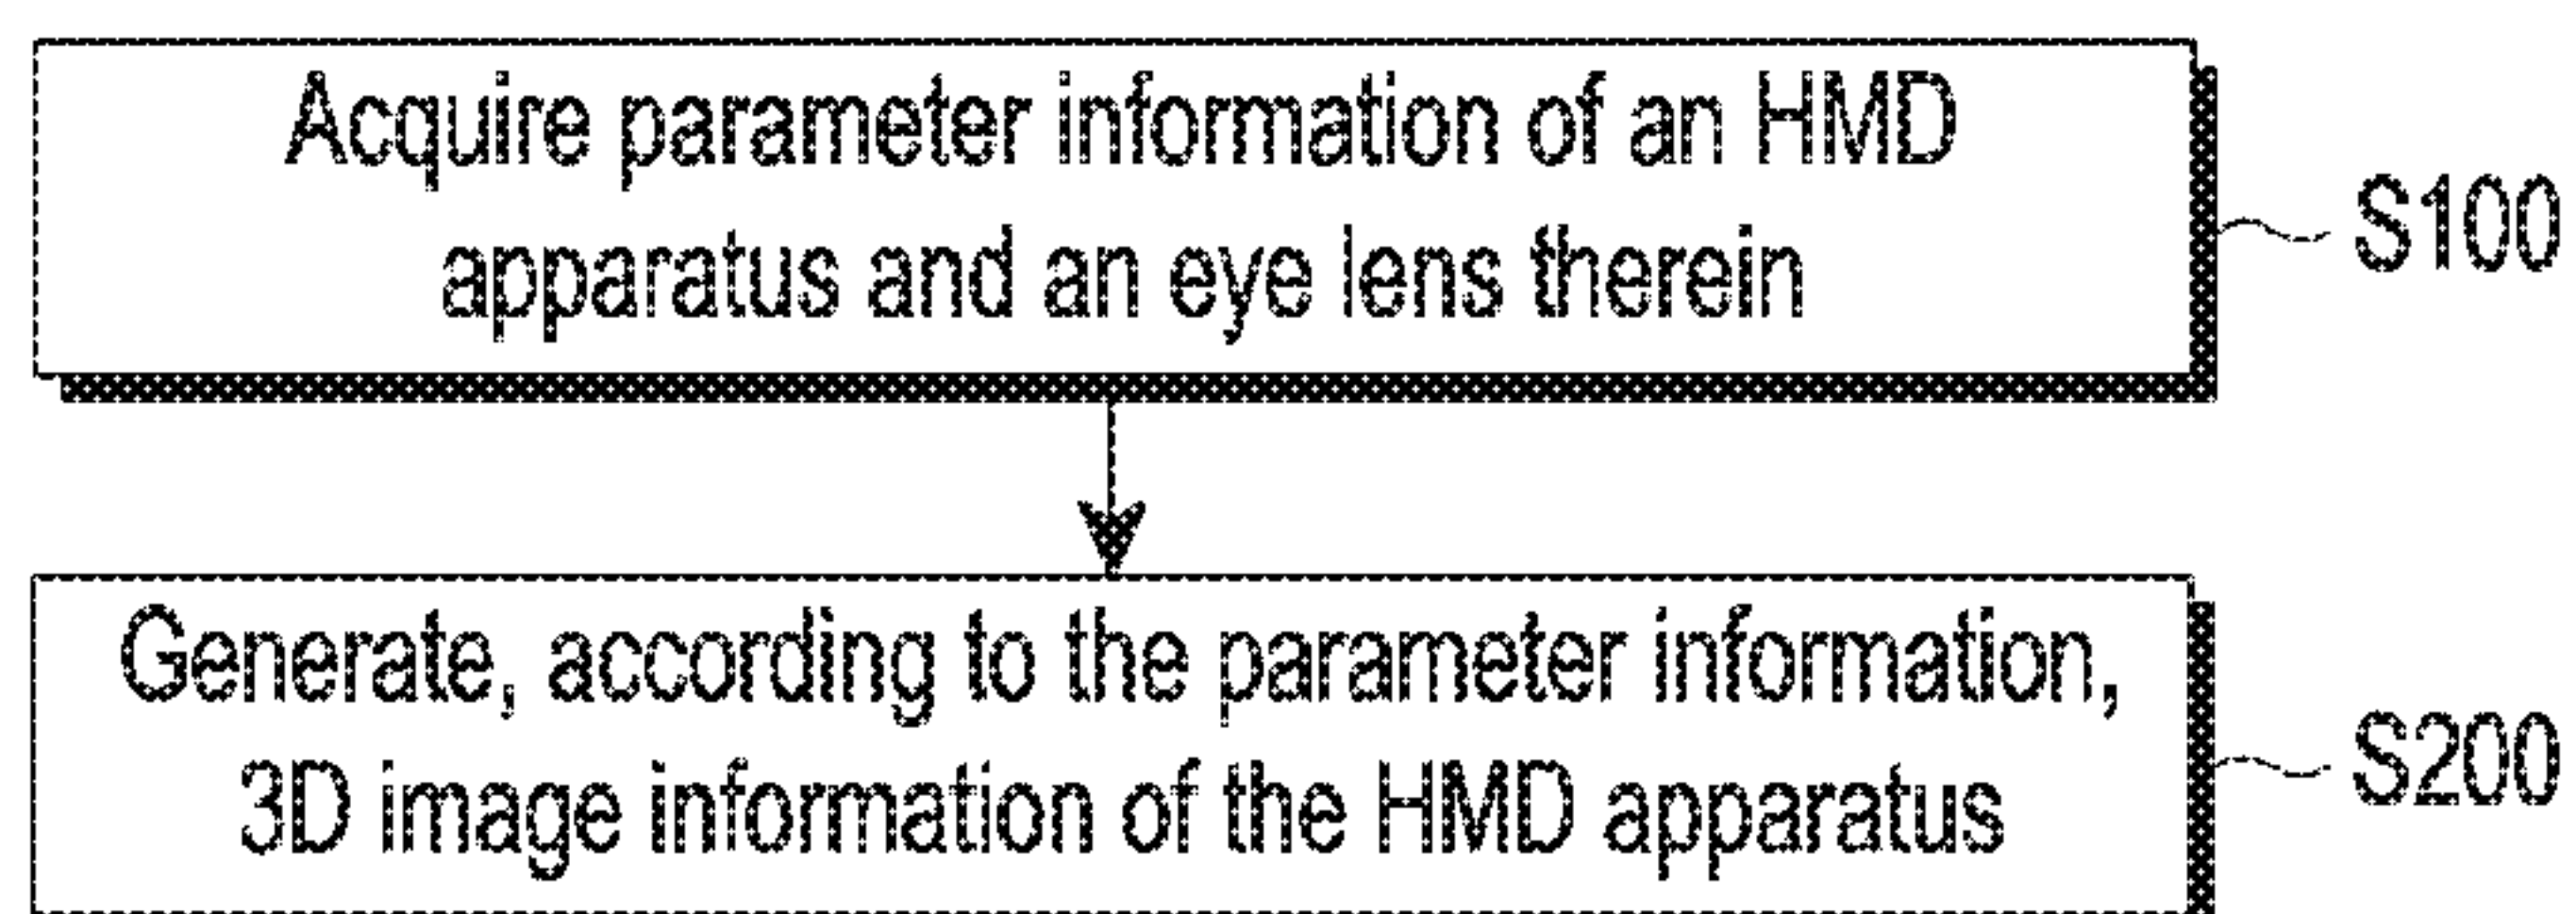 Acquire parameter information of an HMD
apparatus and an eye lens therein
S100
Generate, according to the parameter information,
3D image information of the HMD apparatus
S200